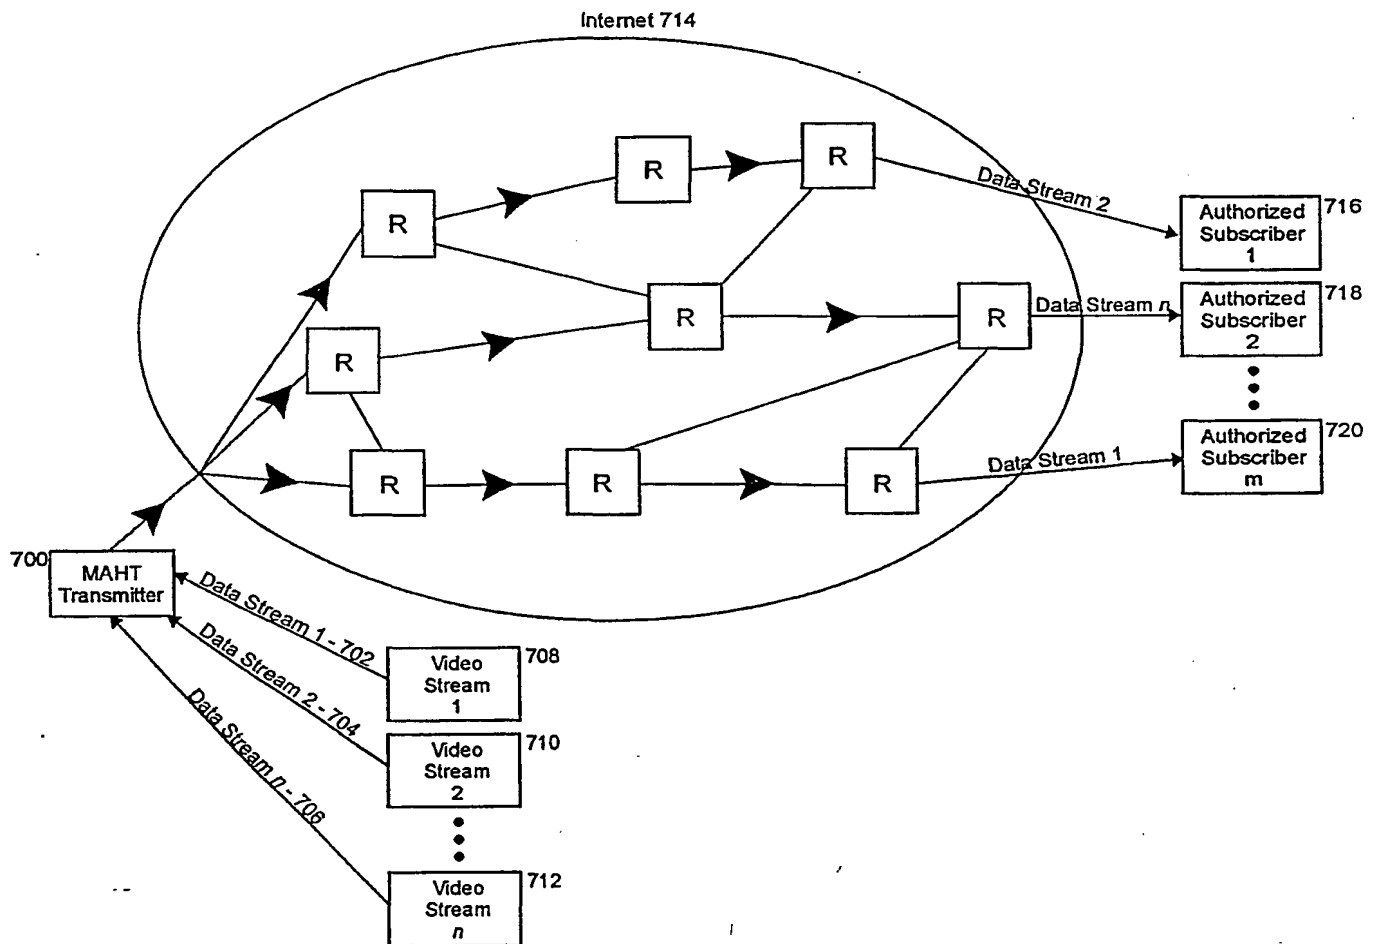 Internet 714
R
R
R
Data Stream 2
Authorized
Subscriber
1
716
R
R
R
Data Stream n
Authorized
Subscriber
2
718
R
R
R
Data Stream 1
Authorized
Subscriber
m
720
700
MAHT
Transmitter
Data Stream 1 - 702
Data Stream 2 - 704
Data Stream n - 706
Video
Stream
1
708
Video
Stream
2
710
Video
Stream
n
712